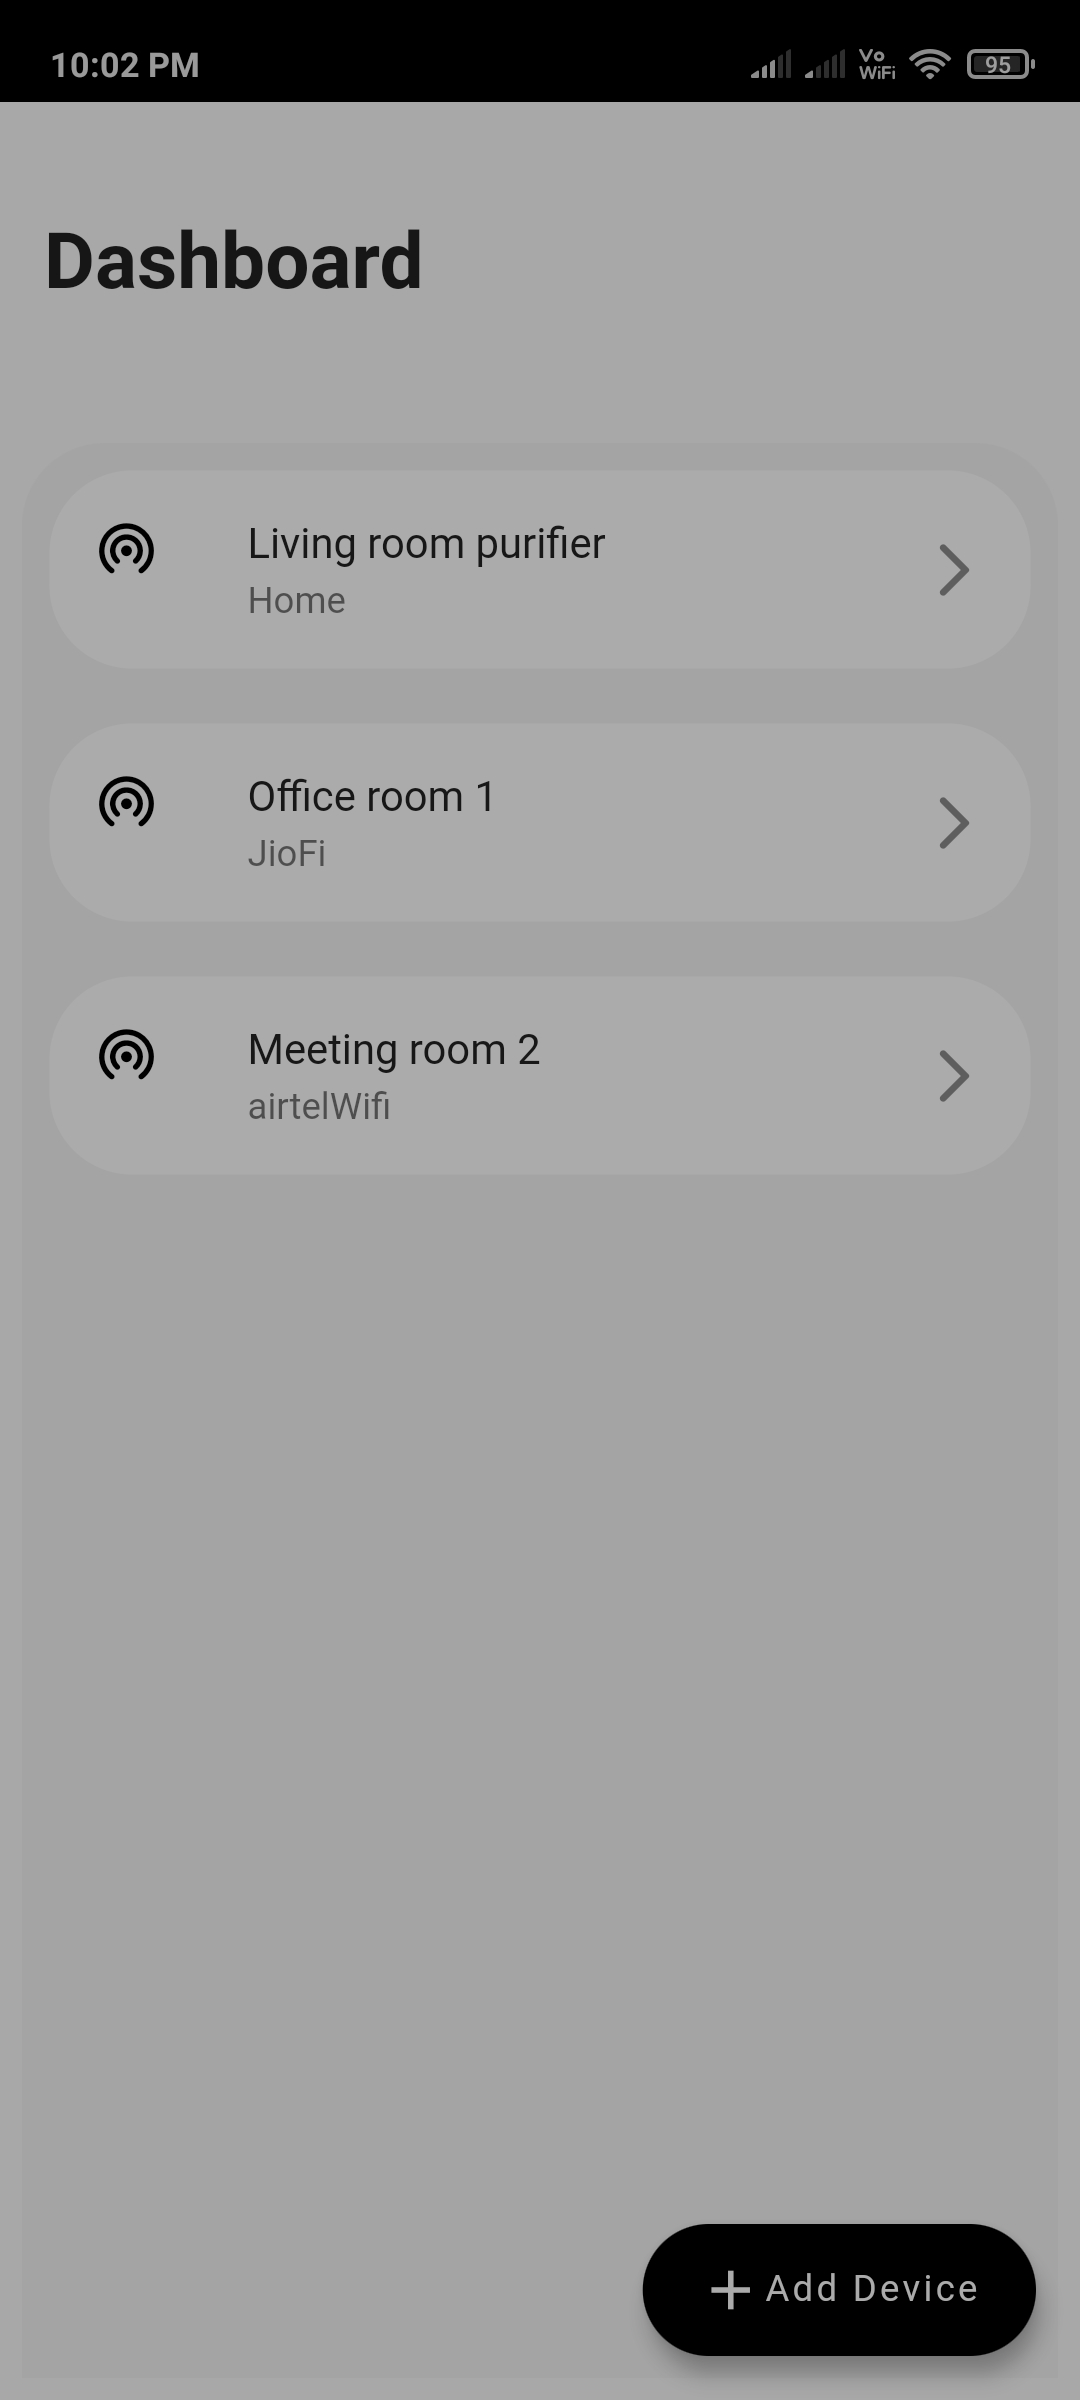 10:02 PM
Vo
WiFi
95
Dashboard
Living room purifier
Home
Office room 1
JioFi
Meeting room 2
airtelWifi
Add Device